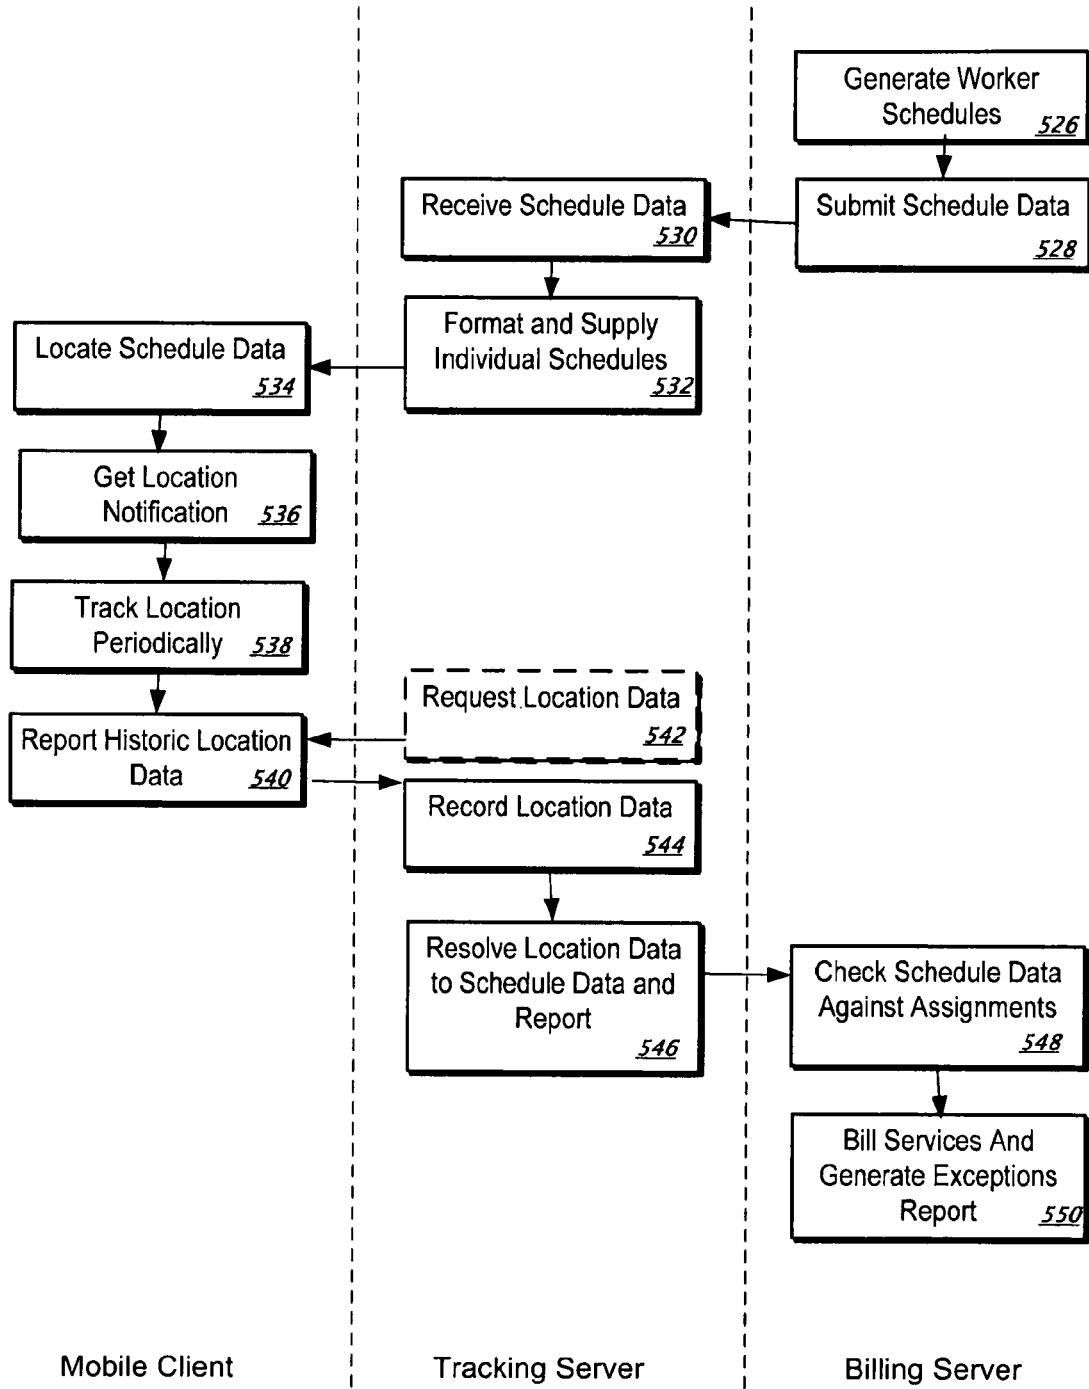 Generate Worker
Schedules
526
Submit Schedule Data
528
Receive Schedule Data
530
Format and Supply
Individual Schedules
532
Locate Schedule Data
534
Get Location
Notification 536
Track Location
Periodically 538
Request Location Data
542
Report Historic Location
Data 540
Record Location Data
544
Resolve Location Data
to Schedule Data and
Report
546
Check Schedule Data
Against Assignments
548
Bill Services And
Generate Exceptions
Report 550
Mobile Client
Tracking Server
Billing Server